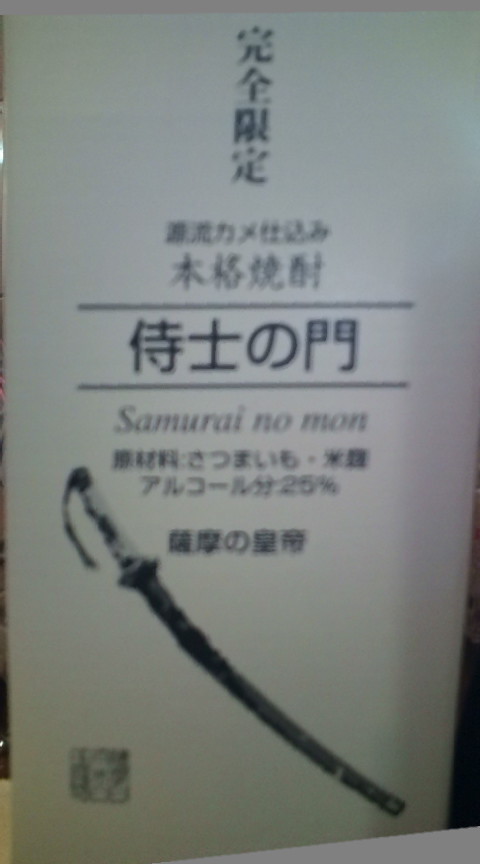 完全限定
源流カメ仕込み
本格焼酎
侍士の門
Samurai no mon
原材料:さつまいも・米麹
アルコール分:25%
薩摩の皇帝